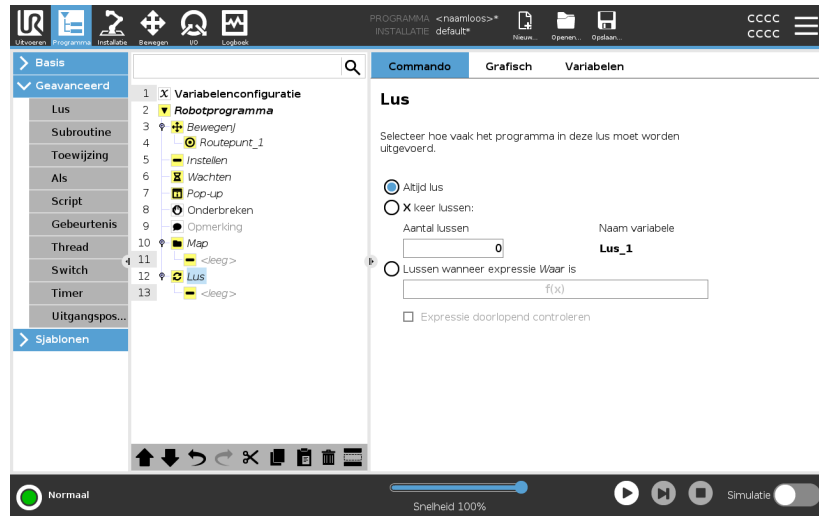 UR
Uitvoeren
Programma
Installatie
Bewegen
I/O
Logboek
PROGRAMMA <naamloos>*
INSTALLATIE default*
Nieuw...
Openen...
Opslaan...
cccc
cccc
Basis
Geavanceerd
Lus
Subroutine
Toewijzing
Als
Script
Gebeurtenis
Thread
Switch
Timer
Uitgangspos...
Sjablonen
1 X Variabelenconfiguratie
2 Robotprogramma
3 BewegenJ
4 Routepunt_1
5 Instellen
6 Wachten
7 Pop-up
8 Onderbreken
9 Opmerking
10 Map
11 <leeg>
12 Lus
13 <leeg>
Commando Grafisch Variabelen
Lus
Selecteer hoe vaak het programma in deze lus moet worden
uitgevoerd.
Altijd lus
X keer lussen:
Aantal lussen Naam variabele
0 Lus_1
Lussen wanneer expressie Waar is
f(x)
Expressie doorlopend controleren
Normaal
Snelheid 100%
Simulatie